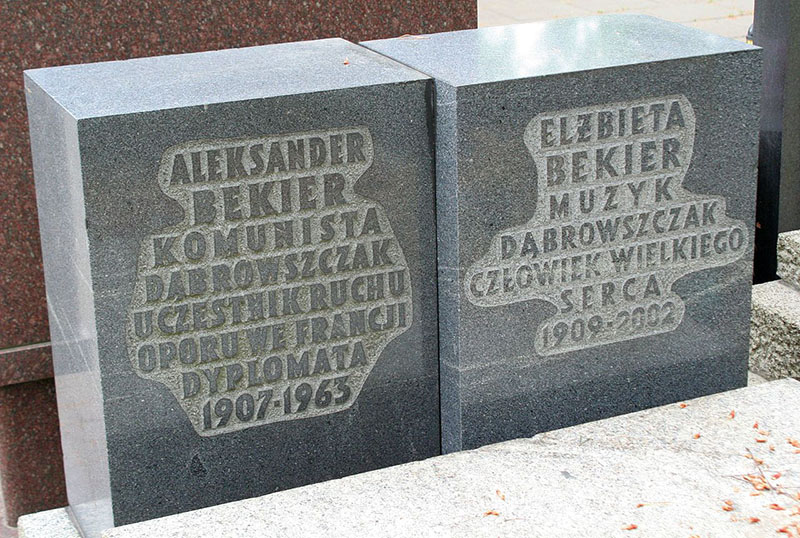 ALEKSANDER
BEKIER
KOMUNISTA
DĄBROWSZCZAK
UCZESTNIK RUCHU
OPORU WE FRANCJI
DYPLOMATA
1907-1963
ELŻBIETA
BEKIER
MUZYK
DĄBROWSZCZAK
CZŁOWIEK WIELKIEGO
SERCA
1909-2002